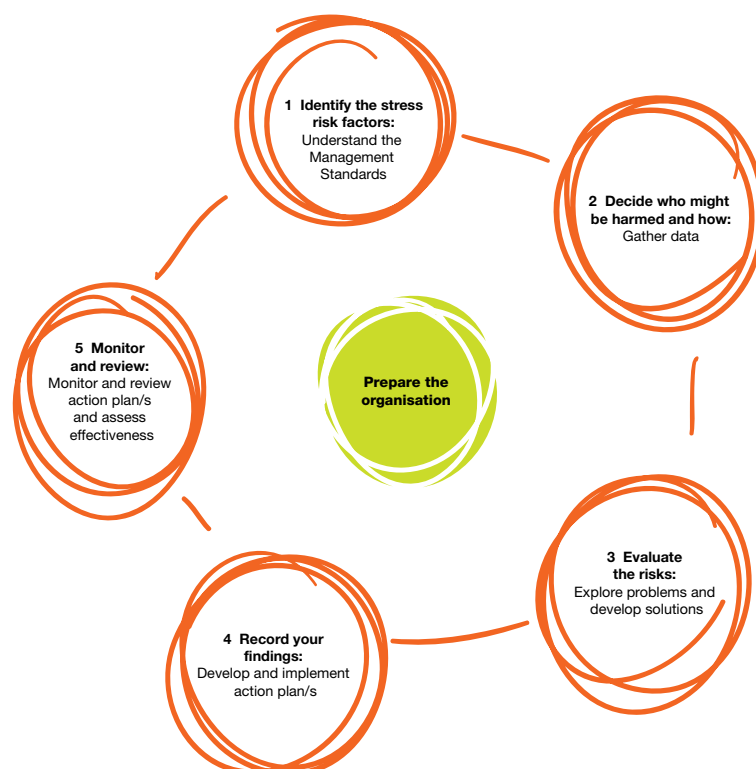 1 Identify the stress
risk factors:
Understand the
Management
Standards
2 Decide who might
be harmed and how:
Gather data
3 Evaluate
the risks:
Explore problems and
develop solutions
4 Record your
findings:
Develop and implement
action plan/s
5 Monitor
and review:
Monitor and review
action plan/s
and assess
effectiveness
Prepare the
organisation